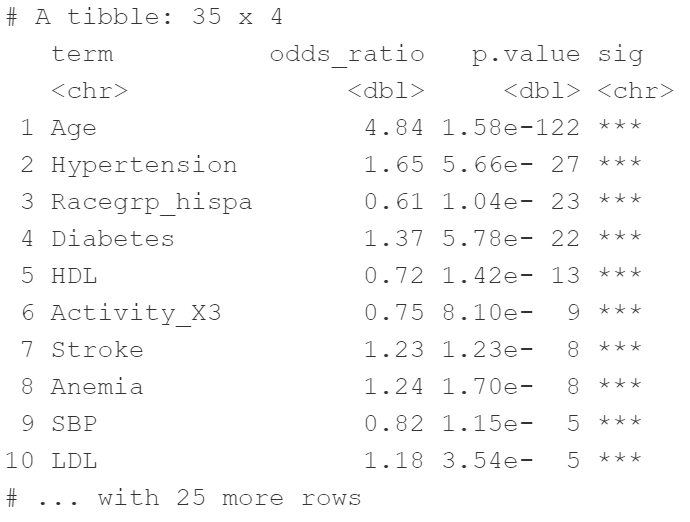 # A tibble: 35 x 4
   term          odds_ratio   p.value sig
   <chr>              <dbl>     <dbl> <chr>
 1 Age                 4.84 1.58e-122 ***
 2 Hypertension        1.65 5.66e- 27 ***
 3 Racegrp_hispa       0.61 1.04e- 23 ***
 4 Diabetes            1.37 5.78e- 22 ***
 5 HDL                 0.72 1.42e- 13 ***
 6 Activity_X3         0.75 8.10e-  9 ***
 7 Stroke              1.23 1.23e-  8 ***
 8 Anemia              1.24 1.70e-  8 ***
 9 SBP                 0.82 1.15e-  5 ***
10 LDL                 1.18 3.54e-  5 ***
# ... with 25 more rows